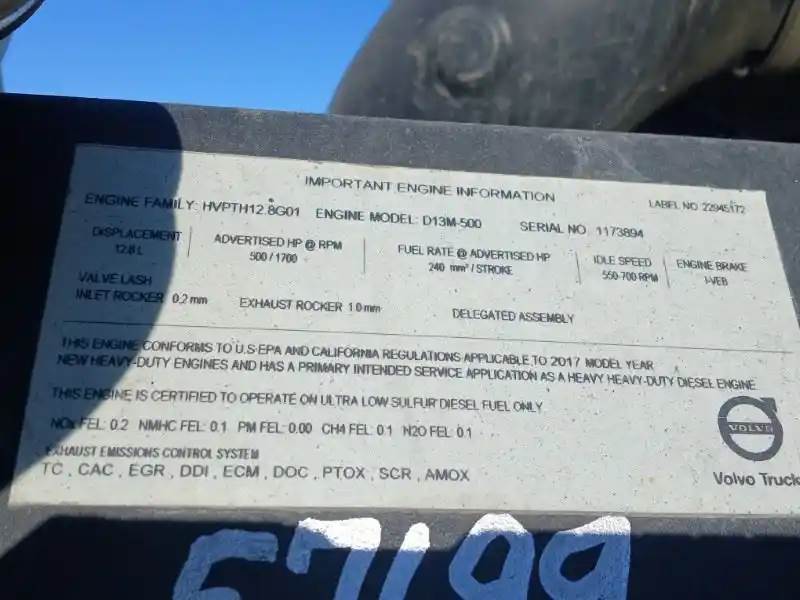 IMPORTANT ENGINE INFORMATION
LABEL NO. 22945172
ENGINE FAMILY: HVPTH12.8G01 ENGINE MODEL: D13M-500 SERIAL NO. 1173894
DISPLACEMENT
12.8 L
ADVERTISED HP @ RPM
500 / 1700
FUEL RATE @ ADVERTISED HP
240 mm³ / STROKE
IDLE SPEED
550-700 RPM
ENGINE BRAKE
I-VEB
VALVE LASH
INLET ROCKER 0.2 mm EXHAUST ROCKER 1.0 mm DELEGATED ASSEMBLY
THIS ENGINE CONFORMS TO U.S EPA AND CALIFORNIA REGULATIONS APPLICABLE TO 2017 MODEL YEAR
NEW HEAVY-DUTY ENGINES AND HAS A PRIMARY INTENDED SERVICE APPLICATION AS A HEAVY HEAVY-DUTY DIESEL ENGINE
THIS ENGINE IS CERTIFIED TO OPERATE ON ULTRA LOW SULFUR DIESEL FUEL ONLY
NOx FEL: 0.2 NMHC FEL: 0.1 PM FEL: 0.00 CH4 FEL: 0.1 N2O FEL: 0.1
EXHAUST EMISSIONS CONTROL SYSTEM
TC , CAC , EGR , DDI , ECM , DOC , PTOX , SCR , AMOX
VOLVO
Volvo Truck